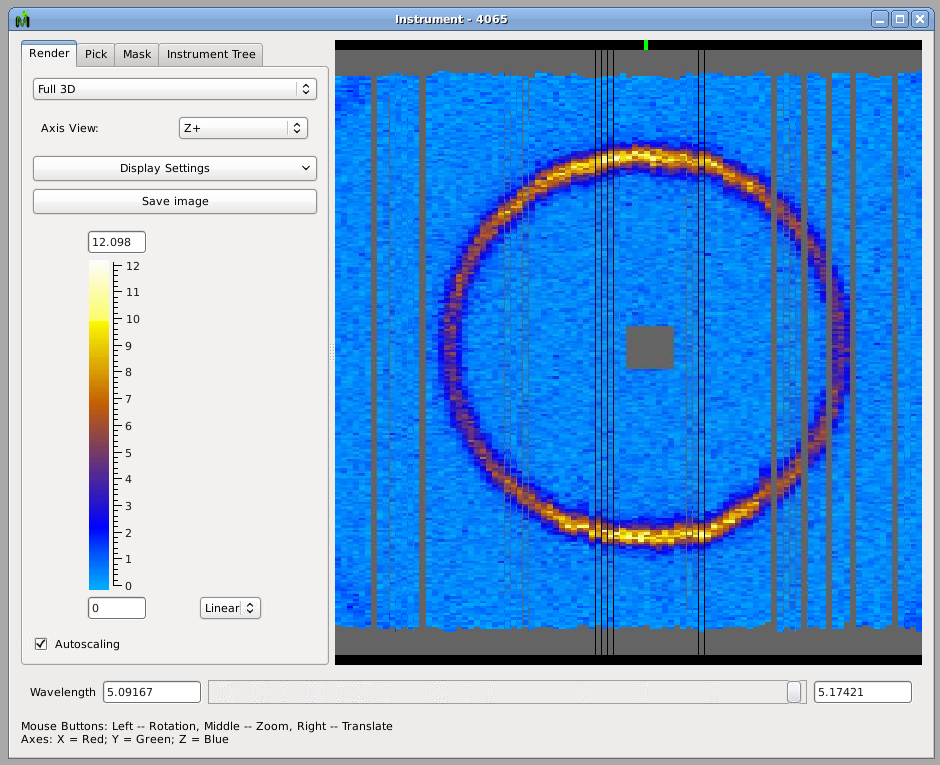 Instrument - 4065
Render Pick Mask Instrument Tree
Full 3D
Axis View: Z+
Display Settings
Save image
12.098
12
11
10
9
8
7
6
5
4
3
2
1
0
0 Linear
Autoscaling
Wavelength 5.09167 5.17421
Mouse Buttons: Left -- Rotation, Middle -- Zoom, Right -- Translate
Axes: X = Red; Y = Green; Z = Blue